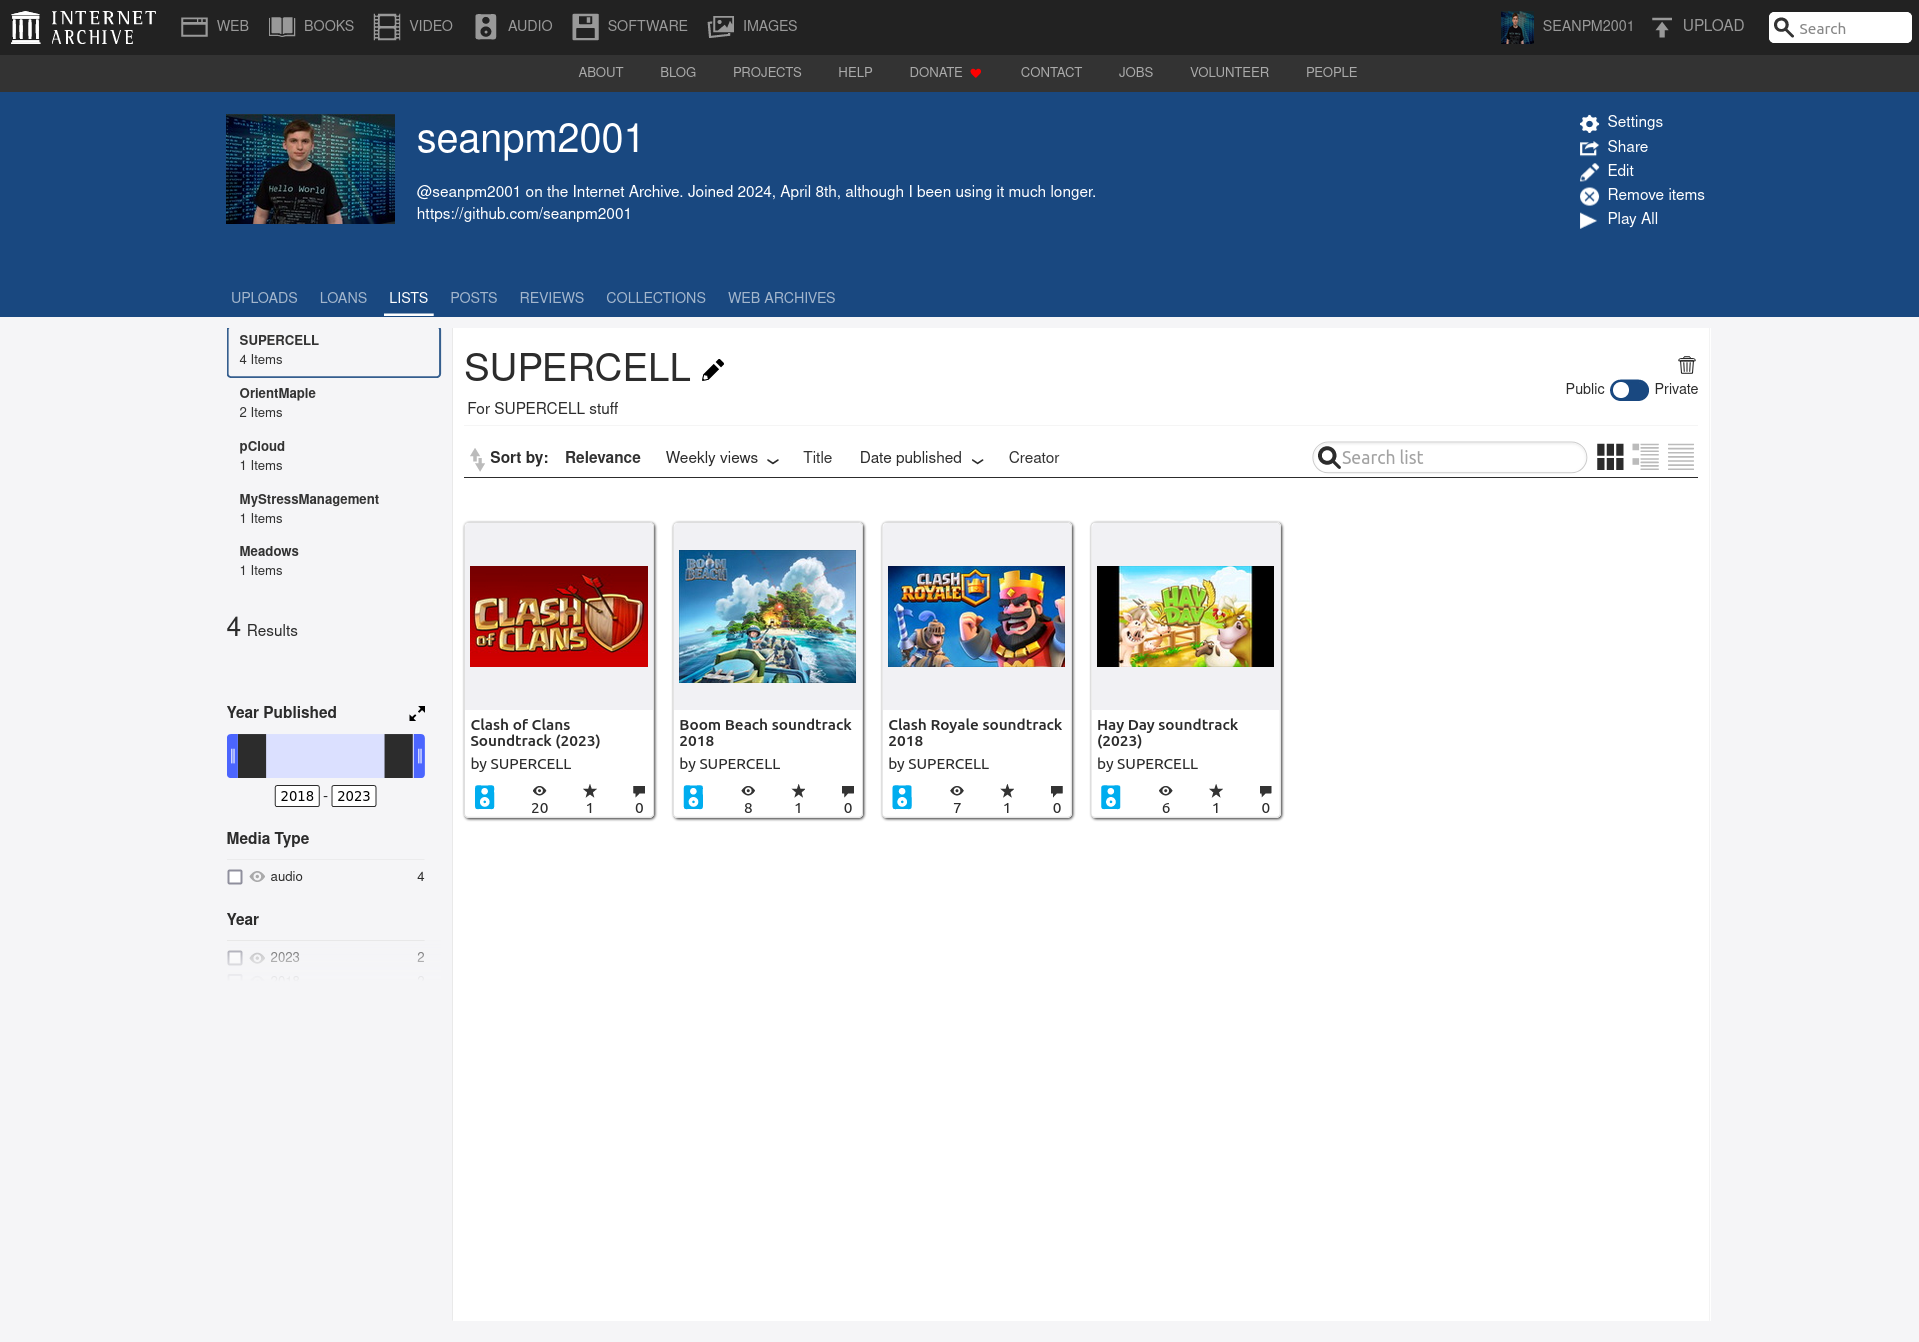 INTERNET ARCHIVE
WEB BOOKS VIDEO AUDIO SOFTWARE IMAGES
SEANPM2001 UPLOAD Search
ABOUT BLOG PROJECTS HELP DONATE CONTACT JOBS VOLUNTEER PEOPLE
Hello World
seanpm2001
@seanpm2001 on the Internet Archive. Joined 2024, April 8th, although I been using it much longer.
https://github.com/seanpm2001
Settings
Share
Edit
Remove items
Play All
UPLOADS LOANS LISTS POSTS REVIEWS COLLECTIONS WEB ARCHIVES
SUPERCELL
4 Items
OrientMaple
2 Items
pCloud
1 Items
MyStressManagement
1 Items
Meadows
1 Items
4 Results
Year Published
2018 - 2023
Media Type
audio 4
Year
2023 2
SUPERCELL
For SUPERCELL stuff
Public Private
Sort by: Relevance Weekly views Title Date published Creator
Search list
CLASH of CLANS
Clash of Clans
Soundtrack (2023)
by SUPERCELL
20 1 0
BOOM BEACH
Boom Beach soundtrack
2018
by SUPERCELL
8 1 0
CLASH ROYALE
Clash Royale soundtrack
2018
by SUPERCELL
7 1 0
HAY DAY
Hay Day soundtrack
(2023)
by SUPERCELL
6 1 0